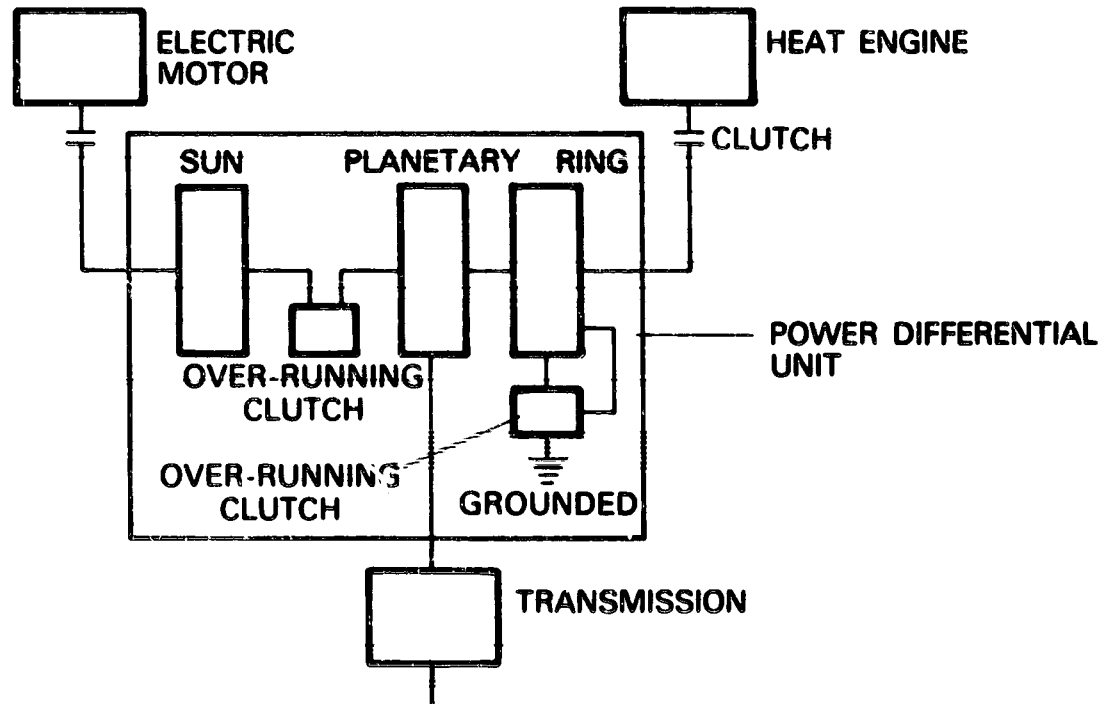 ELECTRIC
MOTOR
HEAT ENGINE
CLUTCH
SUN
PLANETARY
RING
POWER DIFFERENTIAL
UNIT
OVER-RUNNING
CLUTCH
OVER-RUNNING
CLUTCH
GROUNDED
TRANSMISSION